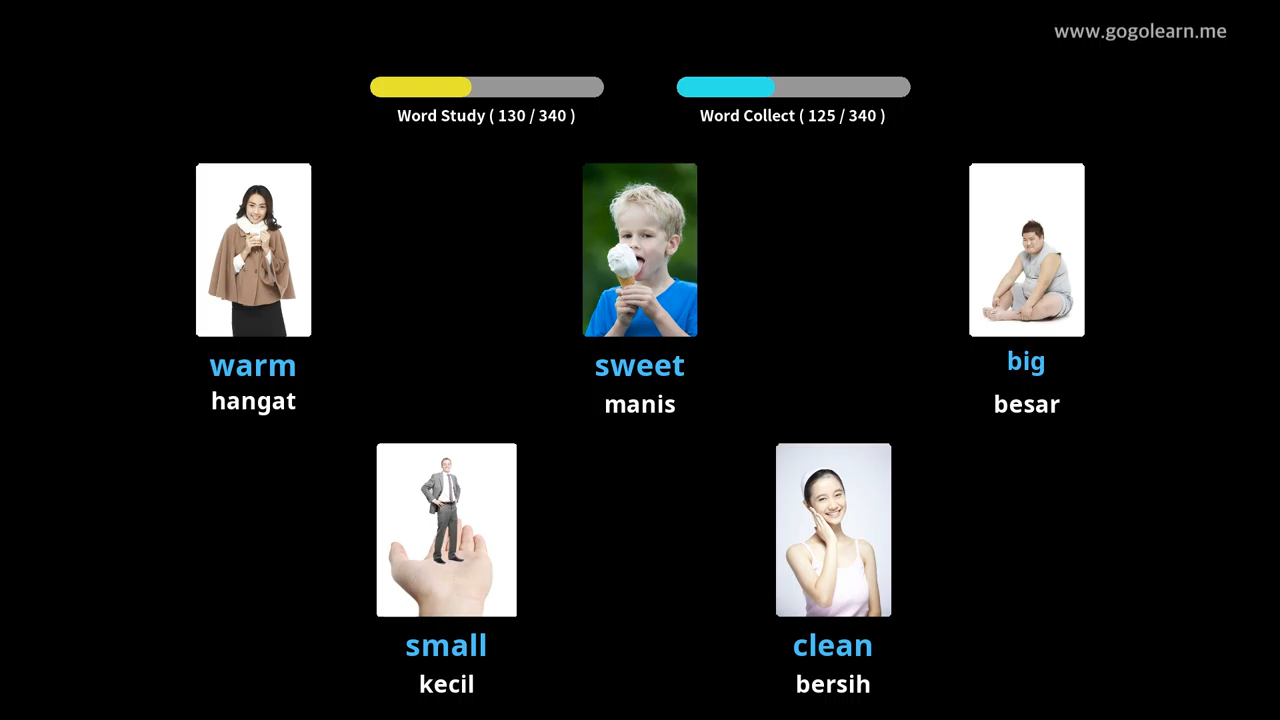 www.gogolearn.me
Word Study ( 130 / 340 )
Word Collect ( 125 / 340 )
warm
hangat
sweet
manis
big
besar
small
kecil
clean
bersih